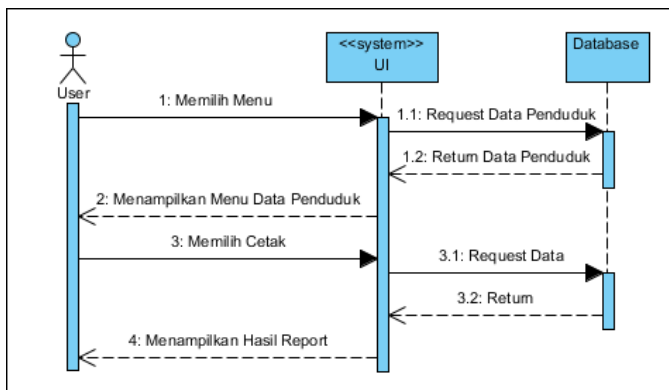 <<system>>
UI
Database
User
1: Memilih Menu
1.1: Request Data Penduduk
1.2: Return Data Penduduk
2: Menampilkan Menu Data Penduduk
3: Memilih Cetak
3.1: Request Data
3.2: Return
4: Menampilkan Hasil Report